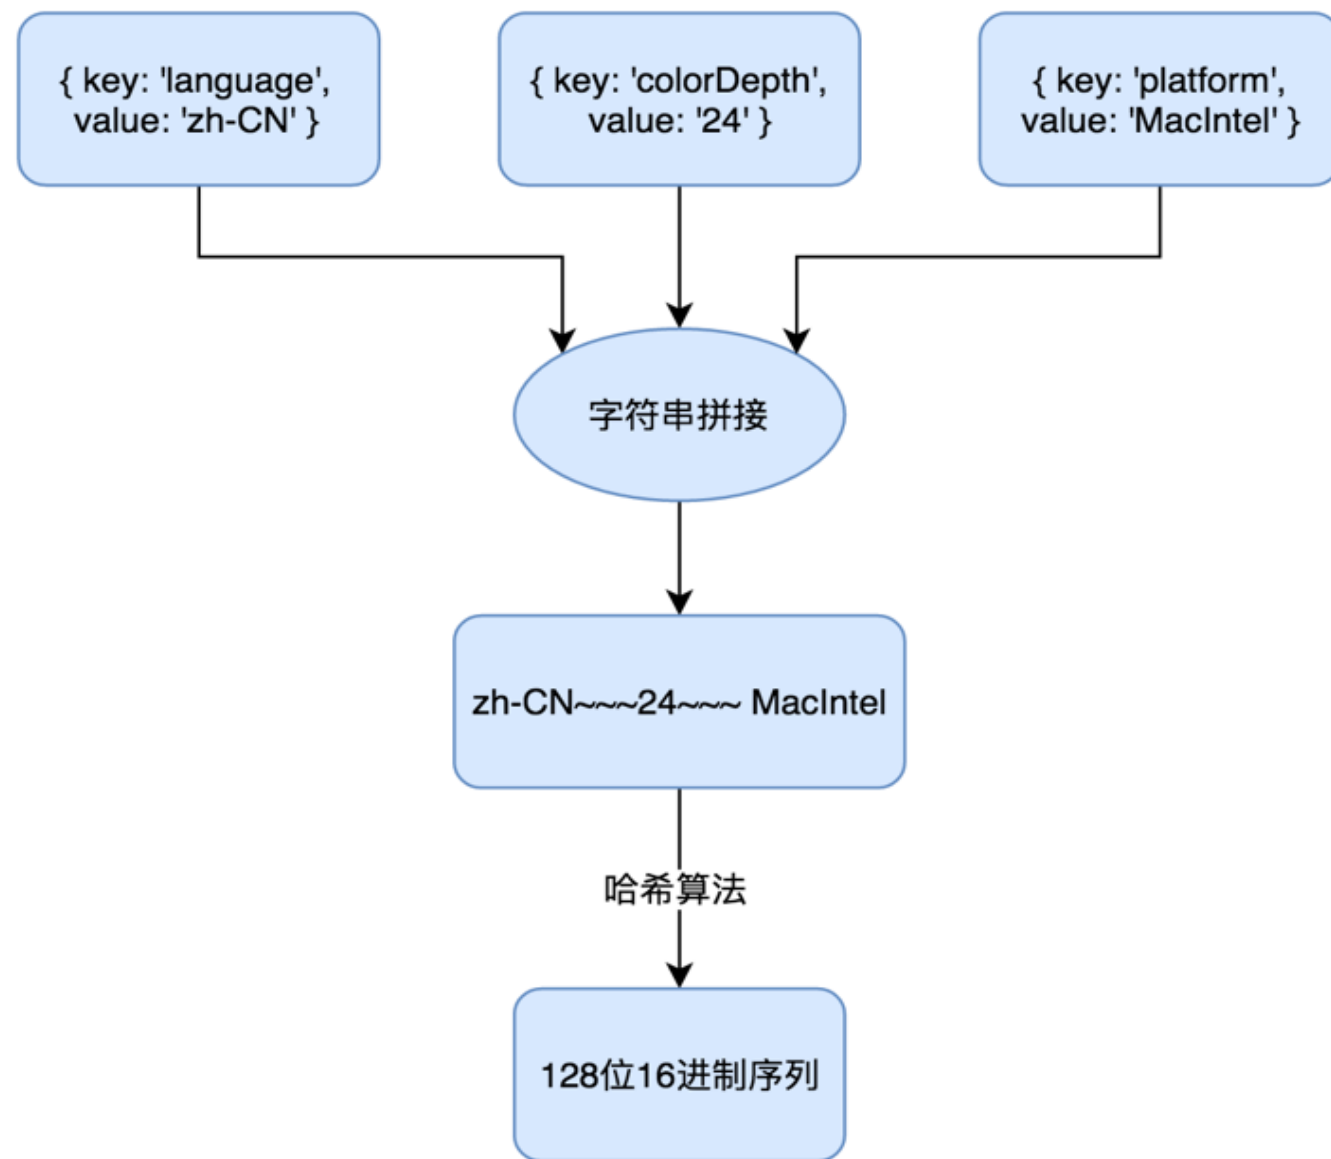 { key: 'language',
value: 'zh-CN' }
{ key: 'colorDepth',
value: '24' }
{ key: 'platform',
value: 'MacIntel' }
字符串拼接
zh-CN~~~24~~~ MacIntel
哈希算法
128位16进制序列